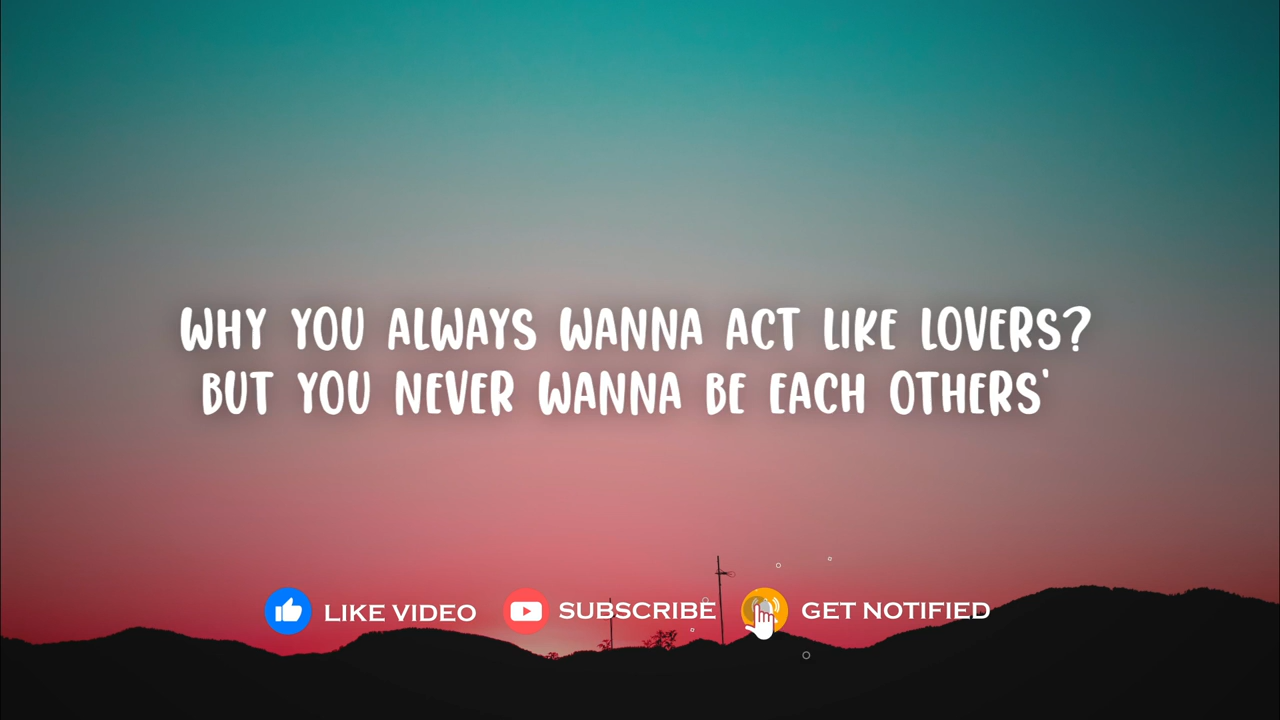 WHY YOU ALWAYS WANNA ACT LIKE LOVERS?
BUT YOU NEVER WANNA BE EACH OTHERS'
LIKE VIDEO SUBSCRIBE GET NOTIFIED